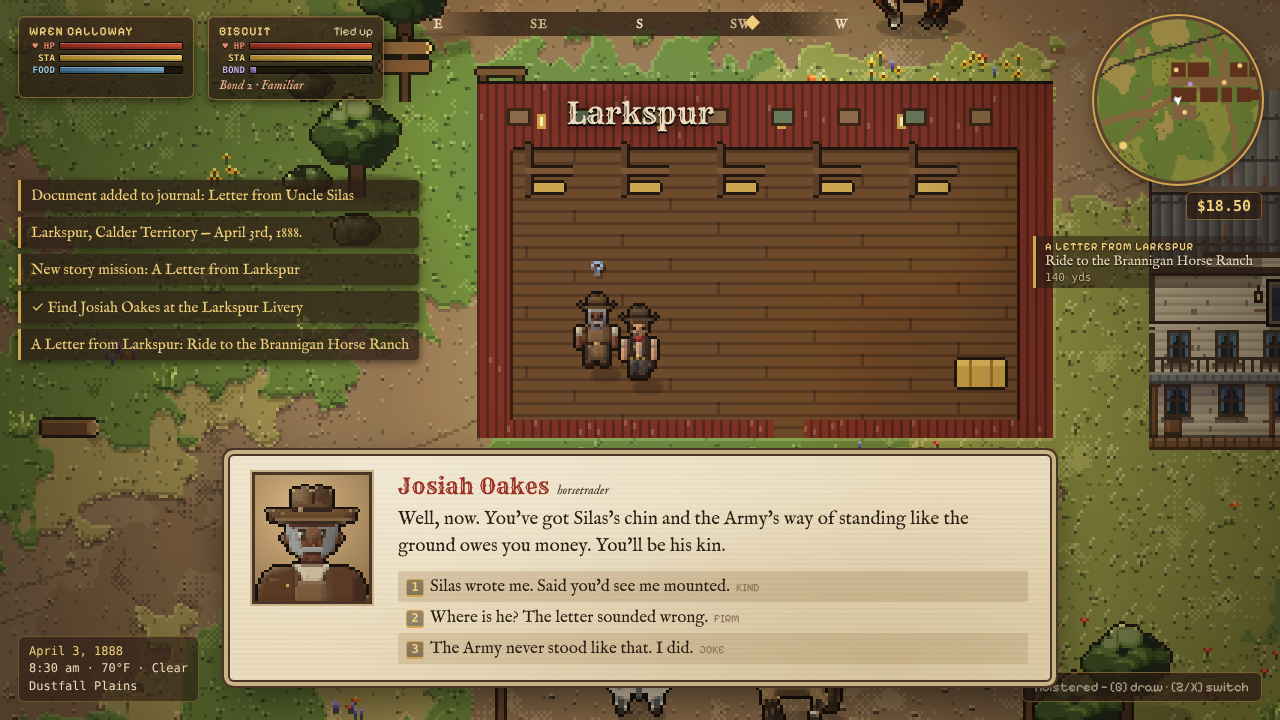 WREN CALLOWAY
♥ HP
STA
FOOD
BISCUIT Tied up
♥ HP
STA
BOND
Bond 2 · Familiar
E SE S SW W
Larkspur
$18.50
A LETTER FROM LARKSPUR
Ride to the Brannigan Horse Ranch
140 yds
Document added to journal: Letter from Uncle Silas
Larkspur, Calder Territory — April 3rd, 1888.
New story mission: A Letter from Larkspur
✓ Find Josiah Oakes at the Larkspur Livery
A Letter from Larkspur: Ride to the Brannigan Horse Ranch
Josiah Oakes horsetrader
Well, now. You've got Silas's chin and the Army's way of standing like the
ground owes you money. You'll be his kin.
1 Silas wrote me. Said you'd see me mounted. KIND
2 Where is he? The letter sounded wrong. FIRM
3 The Army never stood like that. I did. JOKE
April 3, 1888
8:30 am · 70°F · Clear
Dustfall Plains
Holstered - [G] draw · [Z/X] switch